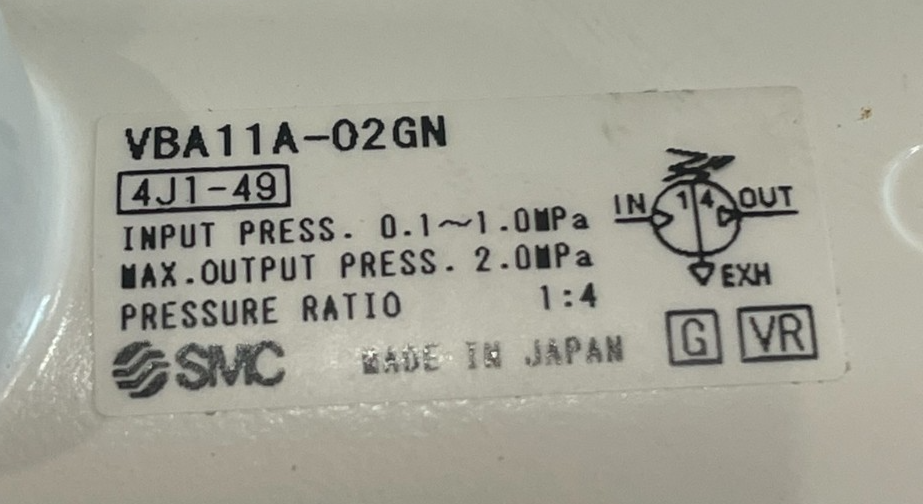 VBA11A-02GN
4J1-49
INPUT PRESS. 0.1～1.0MPa
MAX.OUTPUT PRESS. 2.0MPa
PRESSURE RATIO 1:4
SMC MADE IN JAPAN
IN 1 4 OUT
EXH
G VR